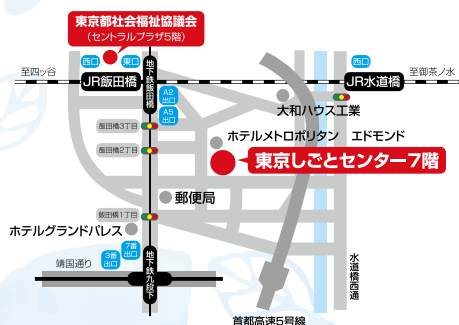 東京都社会福祉協議会
(セントラルプラザ5階)
西口
東口
西口
至四ッ谷
至御茶ノ水
JR飯田橋
地下鉄飯田橋
JR水道橋
A2
出口
A5
出口
大和ハウス工業
飯田橋3丁目
ホテルメトロポリタン エドモンド
飯田橋2丁目
東京しごとセンター7階
郵便局
飯田橋1丁目
ホテルグランドパレス
7番
出口
3番
出口
靖国通り
地下鉄九段下
水道橋西通
首都高速5号線